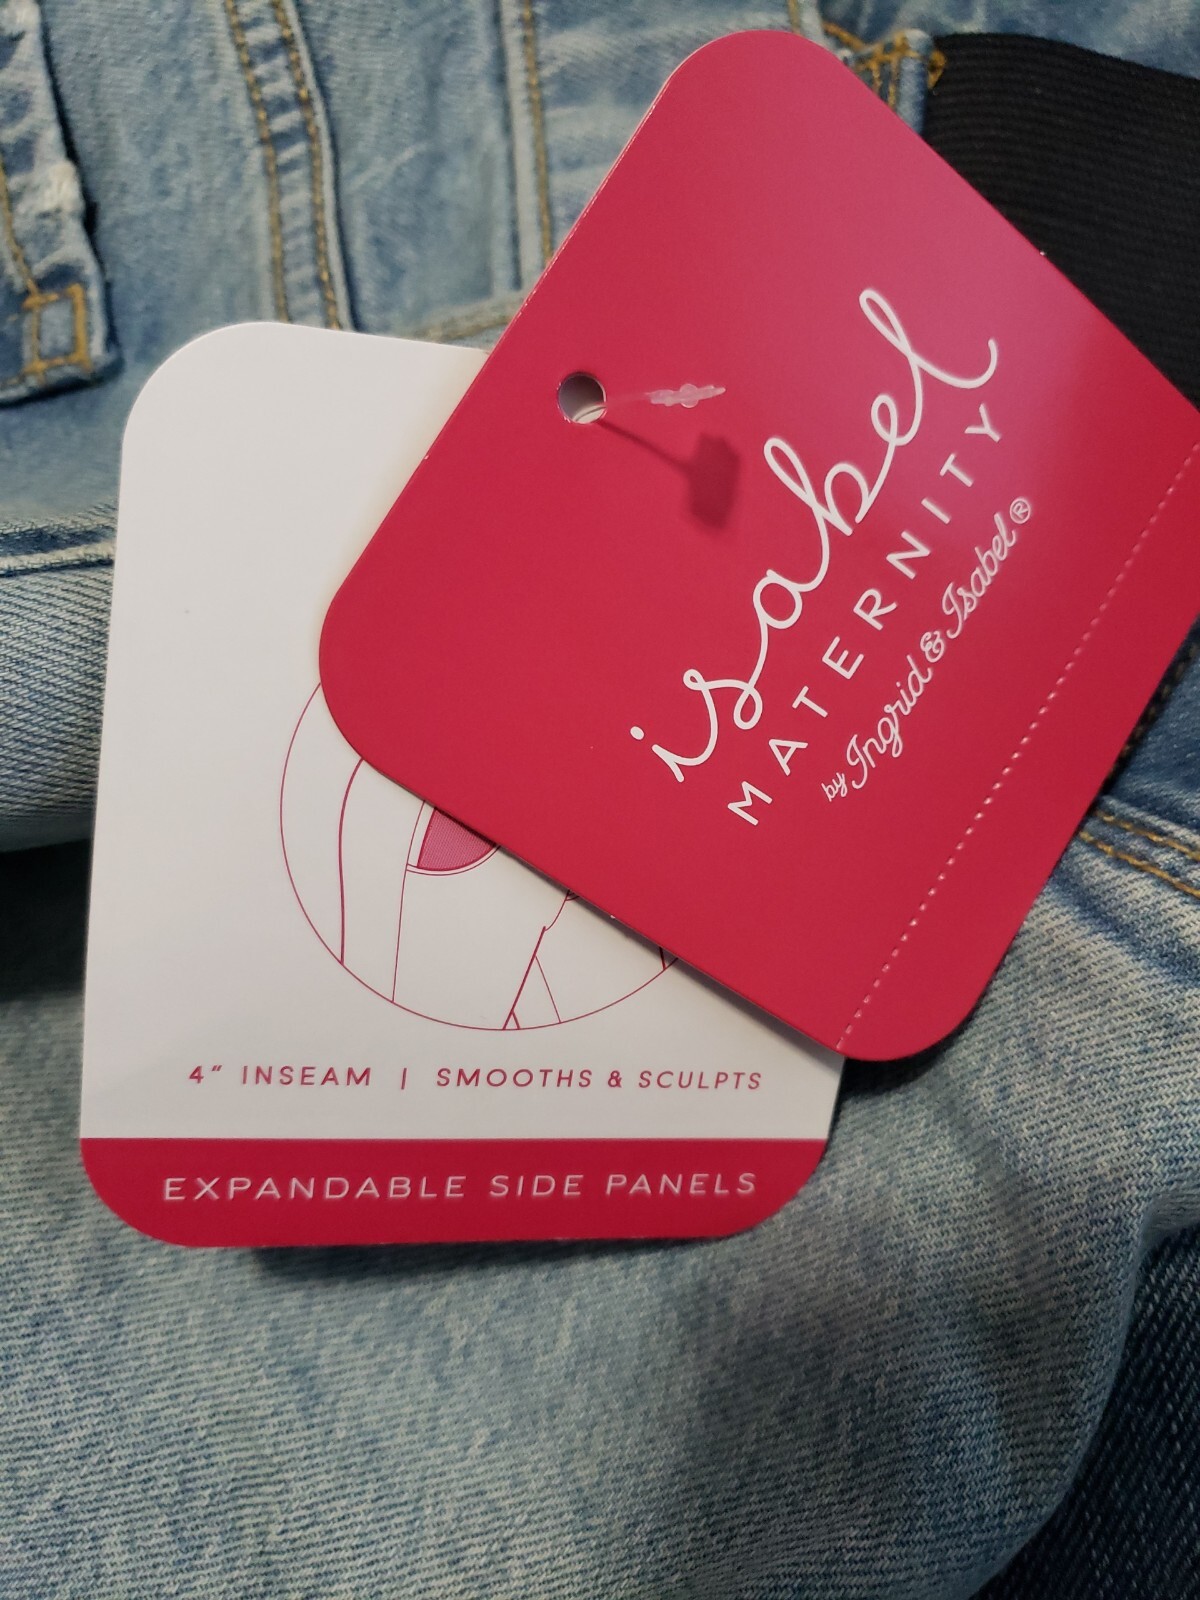 isabel
MATERNITY
by Ingrid & Isabel®
4" INSEAM | SMOOTHS & SCULPTS
EXPANDABLE SIDE PANELS